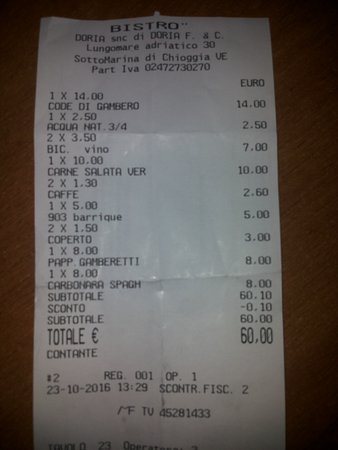 BISTRO"
DORIA snc di DORIA F. & C.
Lungomare adriatico 30
SottoMarina di Chioggia VE
Part Iva 02472730270
EURO
1 X 14.00
CODE DI GAMBERO 14.00
1 X 2.50
ACQUA NAT.3/4 2.50
2 X 3.50
BIC. vino 7.00
1 X 10.00
CARNE SALATA VER 10.00
2 X 1.30
CAFFE 2.60
1 X 5.00
903 barrique 5.00
2 X 1.50
COPERTO 3.00
1 X 8.00
PAPP.GAMBERETTI 8.00
1 X 8.00
CARBONARA SPAGH 8.00
SUBTOTALE 60.10
SCONTO -0.10
SUBTOTALE 60.00
TOTALE € 60,00
CONTANTE
#2 REG. 001 OP. 1
23-10-2016 13:29 SCONTR.FISC. 2
MF TV 45281433
TAVOLO 23 Operatore: